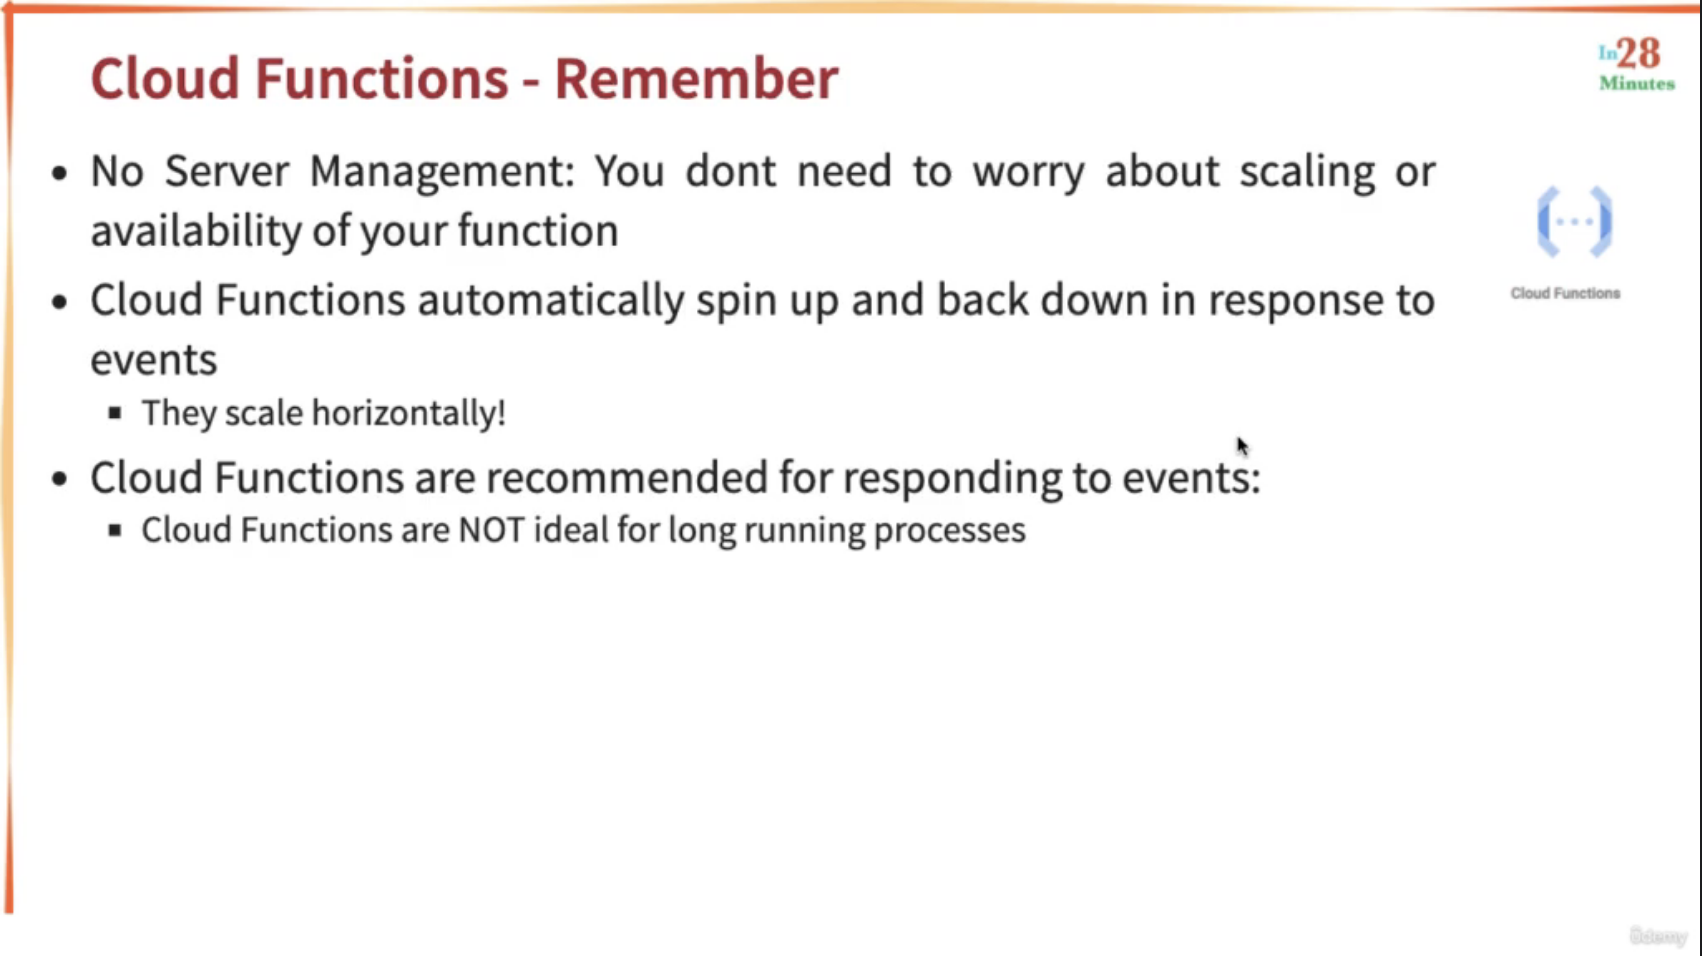 Cloud Functions - Remember
In28
Minutes
• No Server Management: You dont need to worry about scaling or
availability of your function
• Cloud Functions automatically spin up and back down in response to
events
▪ They scale horizontally!
• Cloud Functions are recommended for responding to events:
▪ Cloud Functions are NOT ideal for long running processes
Cloud Functions
ûdemy